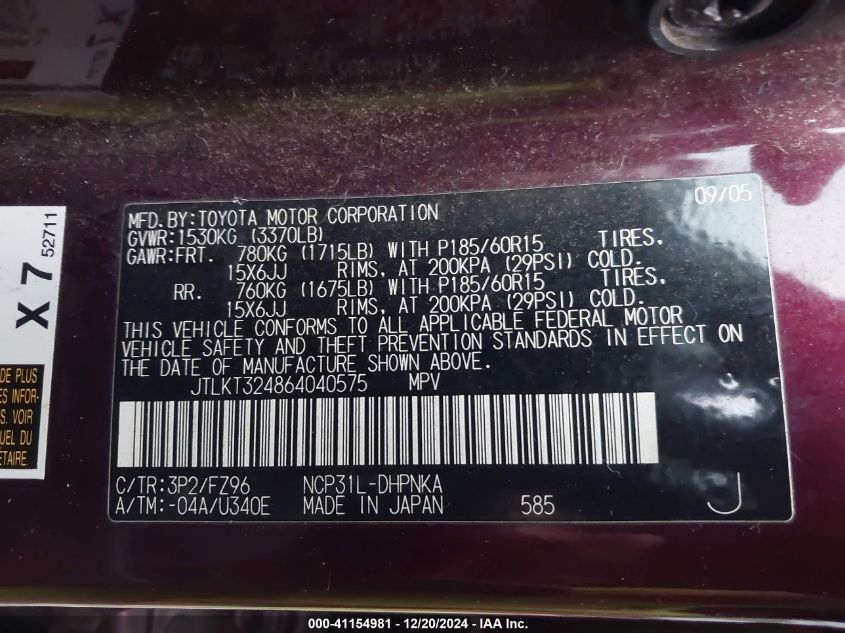 MFD.BY:TOYOTA MOTOR CORPORATION 09/05
GVWR:1530KG (3370LB)
GAWR:FRT. 780KG (1715LB) WITH P185/60R15 TIRES,
15X6JJ RIMS, AT 200KPA (29PSI) COLD.
RR. 760KG (1675LB) WITH P185/60R15 TIRES,
15X6JJ RIMS, AT 200KPA (29PSI) COLD.
THIS VEHICLE CONFORMS TO ALL APPLICABLE FEDERAL MOTOR
VEHICLE SAFETY AND THEFT PREVENTION STANDARDS IN EFFECT ON
THE DATE OF MANUFACTURE SHOWN ABOVE.
JTLKT324864040575 MPV
C/TR:3P2/FZ96 NCP31L-DHPNKA
A/TM:-04A/U340E MADE IN JAPAN 585 J
X 7
52711
DE PLUS
VOIR
QUEL DU
000-41154981 - 12/20/2024 - IAA Inc.